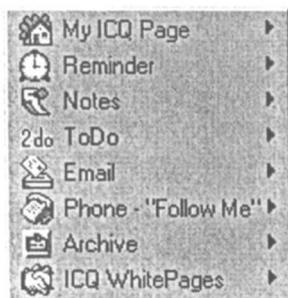 My ICQ Page
Reminder
Notes
2do ToDo
Email
Phone - "Follow Me"
Archive
ICQ WhitePages